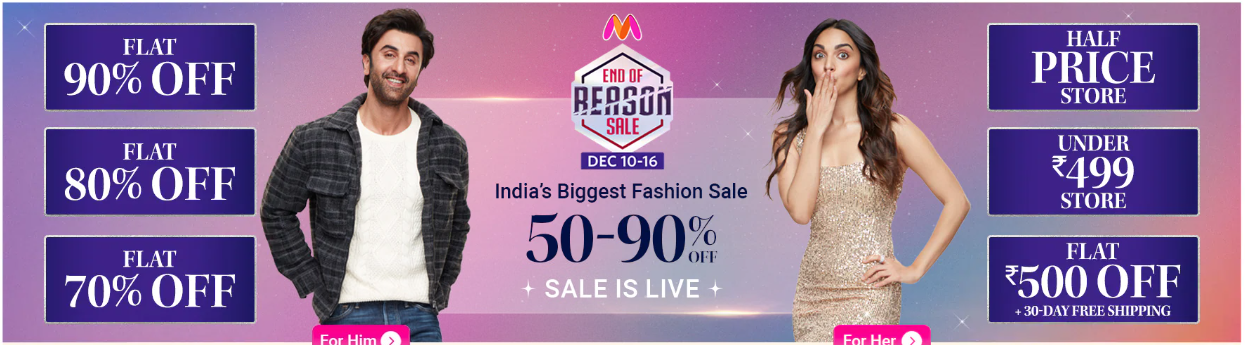 FLAT
90% OFF
FLAT
80% OFF
FLAT
70% OFF
END OF
REASON
SALE
DEC 10-16
India's Biggest Fashion Sale
50-90% OFF
SALE IS LIVE
For Him
For Her
HALF
PRICE
STORE
UNDER
₹499
STORE
FLAT
₹500 OFF
+ 30-DAY FREE SHIPPING